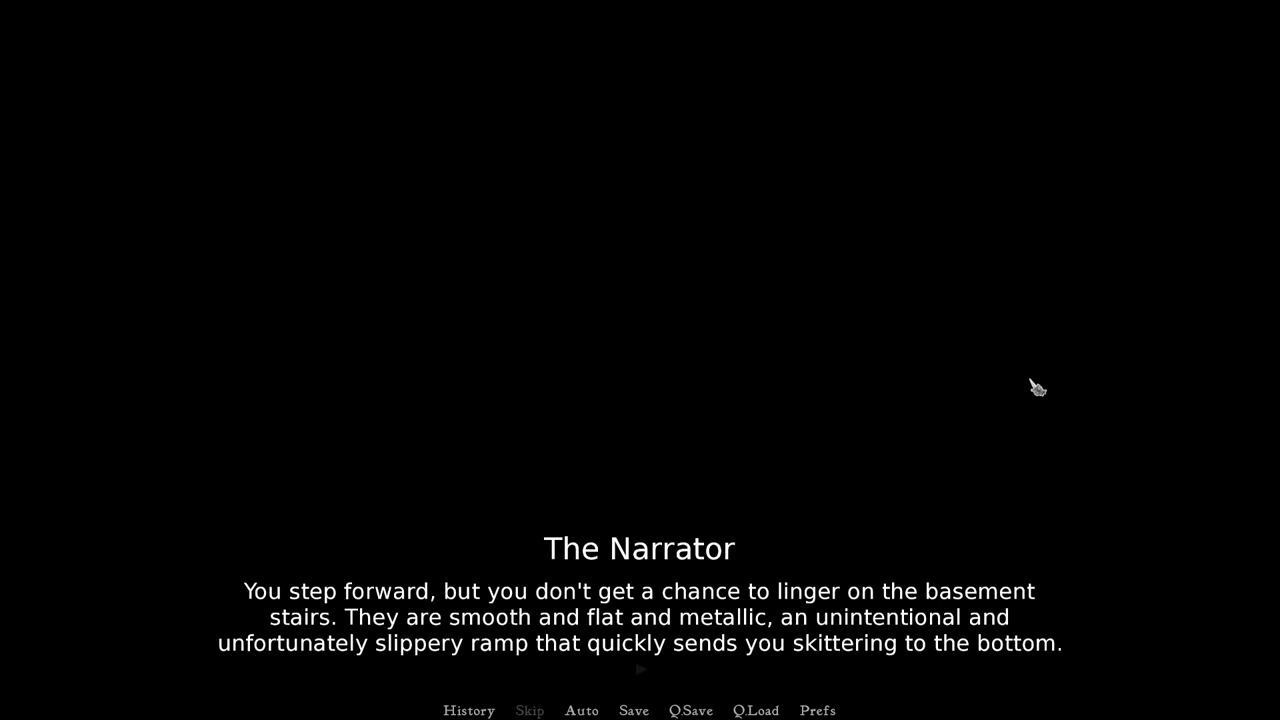 The Narrator
You step forward, but you don't get a chance to linger on the basement
stairs. They are smooth and flat and metallic, an unintentional and
unfortunately slippery ramp that quickly sends you skittering to the bottom.
History Skip Auto Save Q.Save Q.Load Prefs